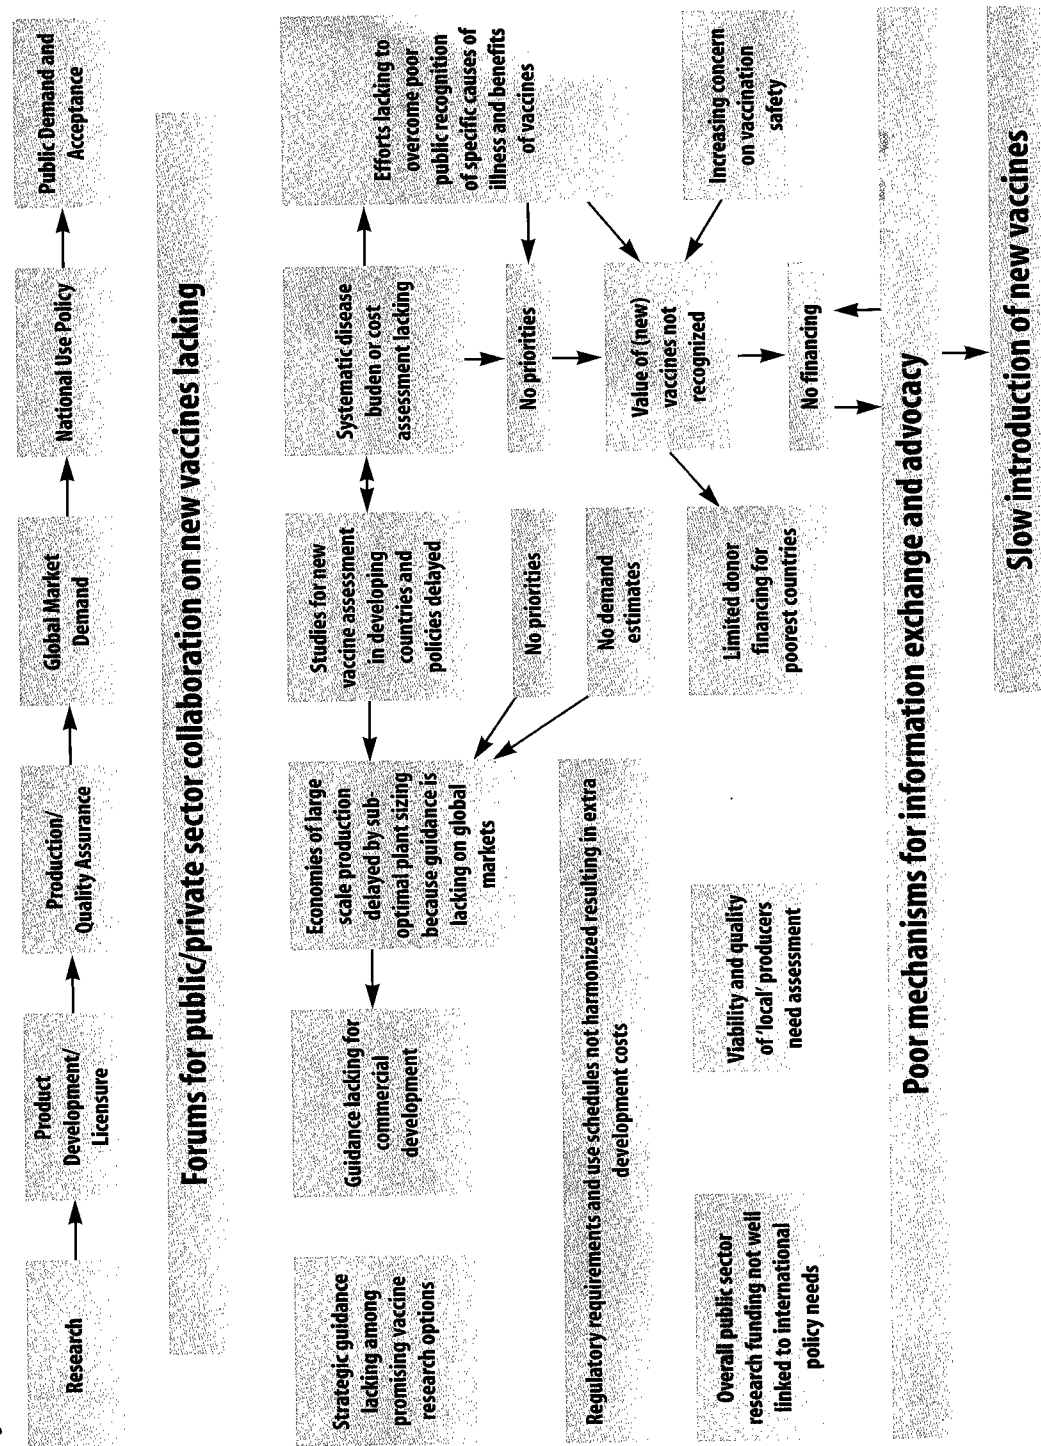 Research
Product
Development/
Licensure
Production/
Quality Assurance
Global Market
Demand
National Use Policy
Public Demand and
Acceptance
Forums for public/private sector collaboration on new vaccines lacking
Strategic guidance
lacking among
promising vaccine
research options
Guidance lacking for
commercial
development
Economies of large
scale production
delayed by sub-
optimal plant sizing
because guidance is
lacking on global
markets
Studies for new
vaccine assessment
in developing
countries and
policies delayed
Systematic disease
buden or cost
assessment lacking
Efforts lacking to
overcome poor
public recognition
of specific causes of
illness and benefits
of vaccines
No priorities
No priorities
Regulatory requirements and use schedules not harmonized resulting in extra
development costs
No demand
estimates
Value of (new)
vaccines not
recognized
Overall public sector
research funding not well
linked to international
policy needs
Viability and quality
of 'local' producers
need assessment
Limited donor
financing for
poorest countries
Increasing concern
on vaccination
safety
No financing
Poor mechanisms for information exchange and advocacy
Slow introduction of new vaccines